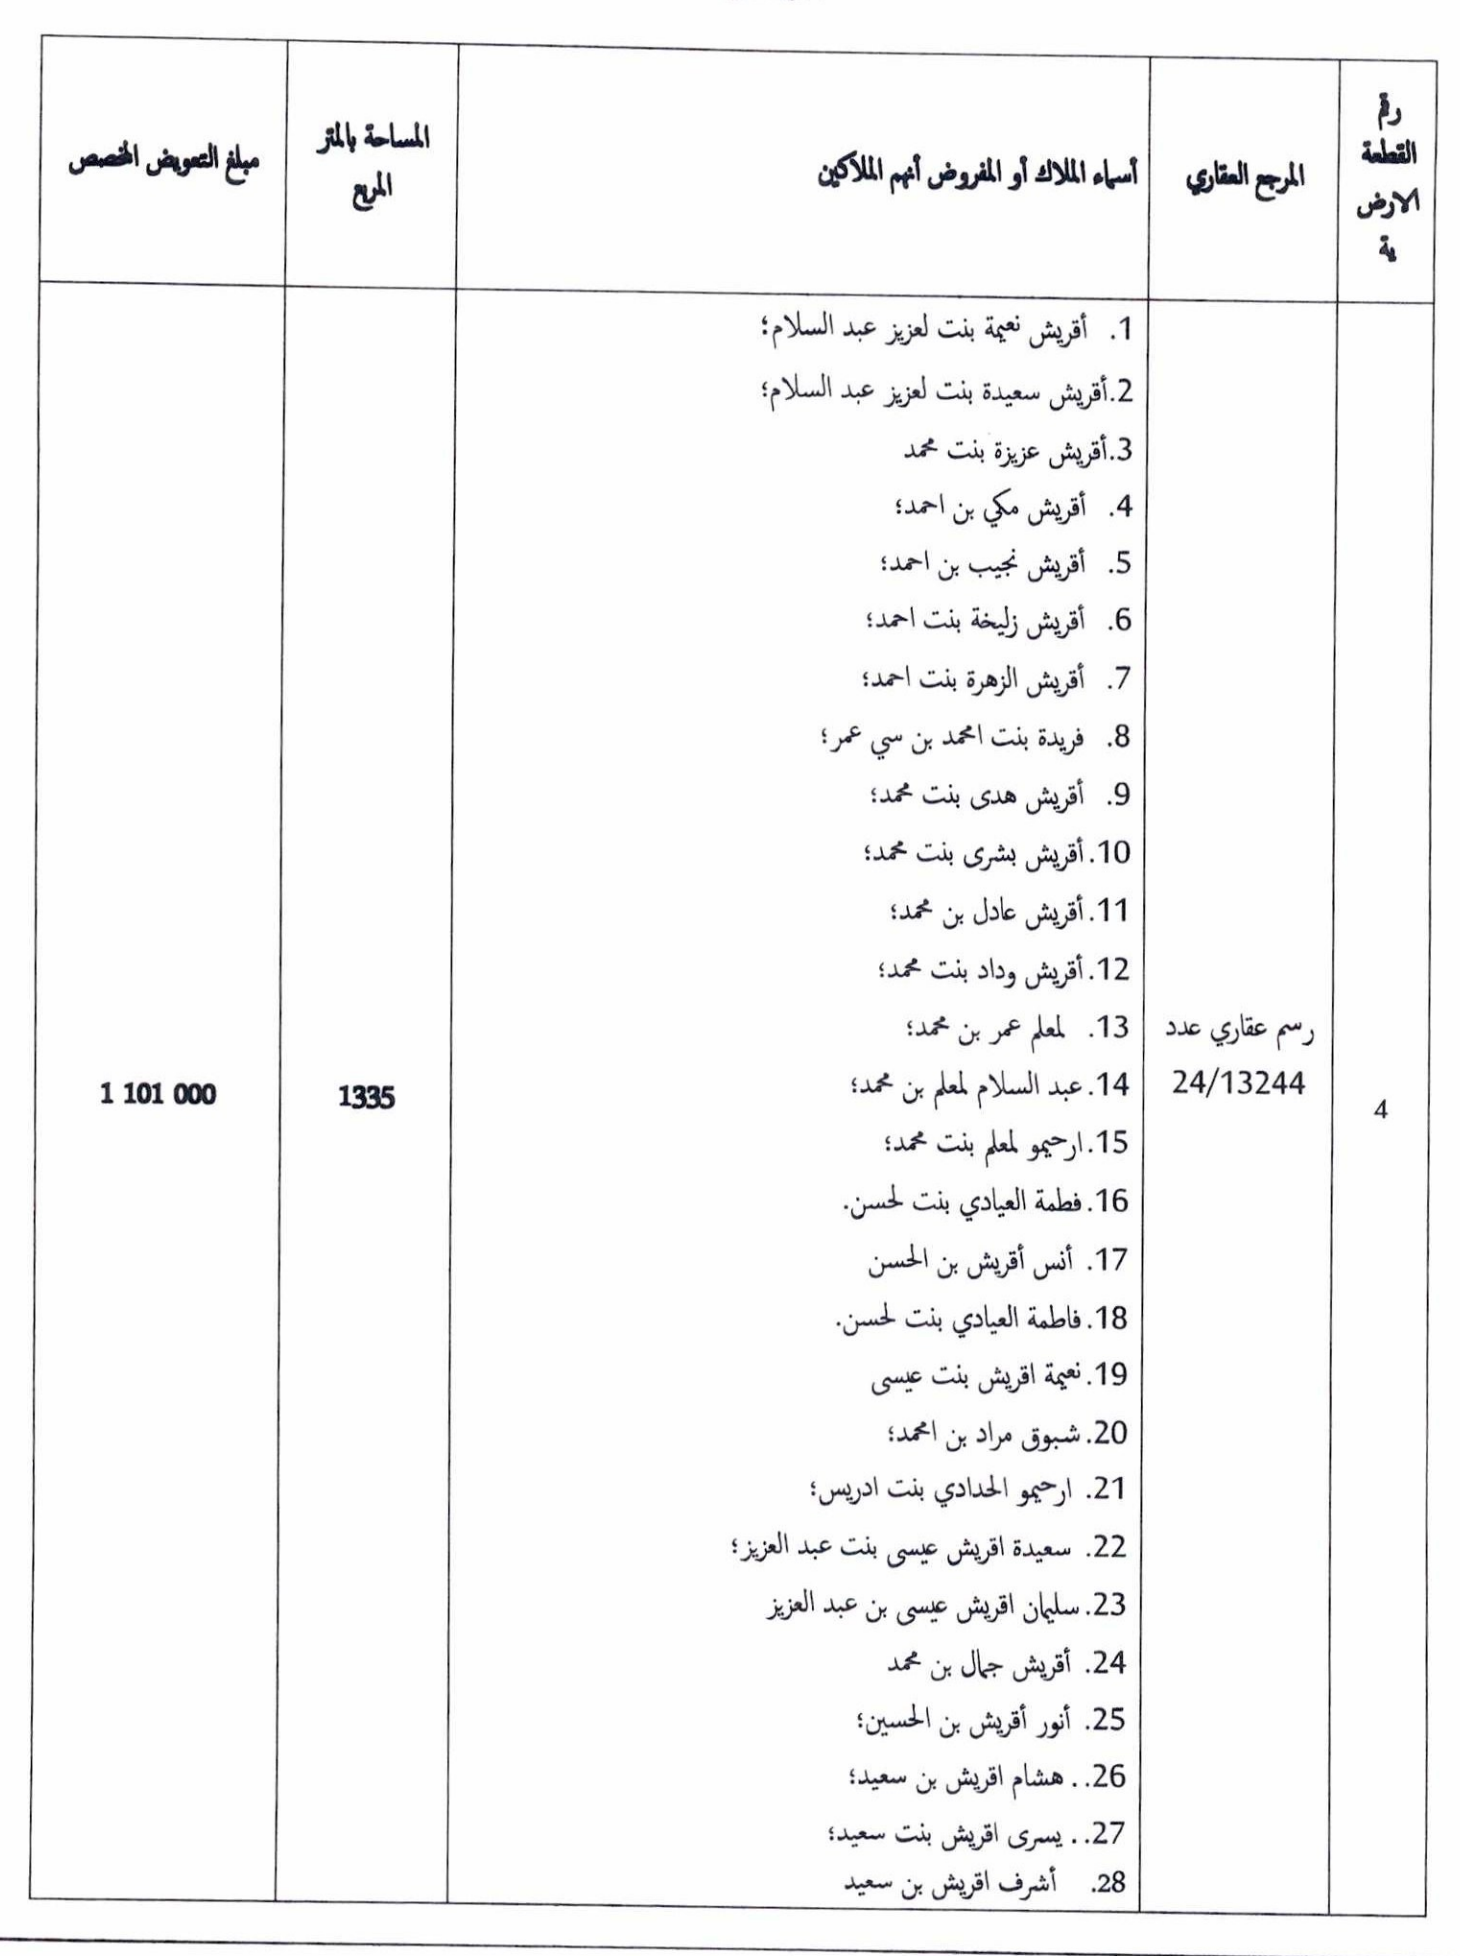 رقم
القطعة
الارض
ية
المرجع العقاري
أسماء الملاك أو المفروض أنهم الملاكين
المساحة بالمتر
المربع
مبلغ التعويض المخصص
4
رسم عقاري عدد
24/13244
1. أقريش نعيمة بنت لعزيز عبد السلام؛
2.أقريش سعيدة بنت لعزيز عبد السلام؛
3.أقريش عزيزة بنت محمد
4. أقريش مكي بن احمد؛
5. أقريش نجيب بن احمد؛
6. أقريش زليخة بنت احمد؛
7. أقريش الزهرة بنت احمد؛
8. فريدة بنت امحمد بن سي عمر؛
9. أقريش هدى بنت محمد؛
10.أقريش بشرى بنت محمد؛
11.أقريش عادل بن محمد؛
12.أقريش وداد بنت محمد؛
13. لمعلم عمر بن محمد؛
14.عبد السلام لمعلم بن محمد؛
15.ارحيمو لمعلم بنت محمد؛
16.فطمة العيادي بنت لحسن.
17. أنس أقريش بن الحسن
18.فاطمة العيادي بنت لحسن.
19.نعيمة اقريش بنت عيسى
20.شبوق مراد بن امحمد؛
21. ارحيمو الحدادي بنت ادريس؛
22. سعيدة اقريش عيسى بنت عبد العزيز؛
23.سليمان اقريش عيسى بن عبد العزيز
24. أقريش جمال بن محمد
25. أنور أقريش بن الحسين؛
26.. هشام اقريش بن سعيد؛
27.. يسرى اقريش بنت سعيد؛
28. أشرف اقريش بن سعيد
1335
1 101 000